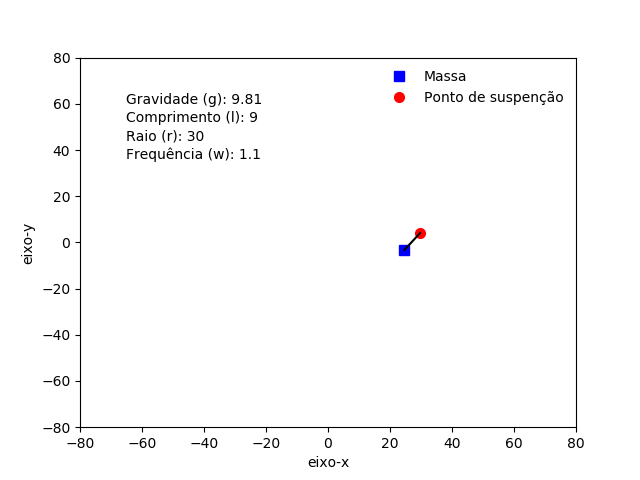 Massa
Ponto de suspenção
Gravidade (g): 9.81
Comprimento (l): 9
Raio (r): 30
Frequência (w): 1.1
eixo-y
80
60
40
20
0
−20
−40
−60
−80
−80
−60
−40
−20
0
20
40
60
80
eixo-x